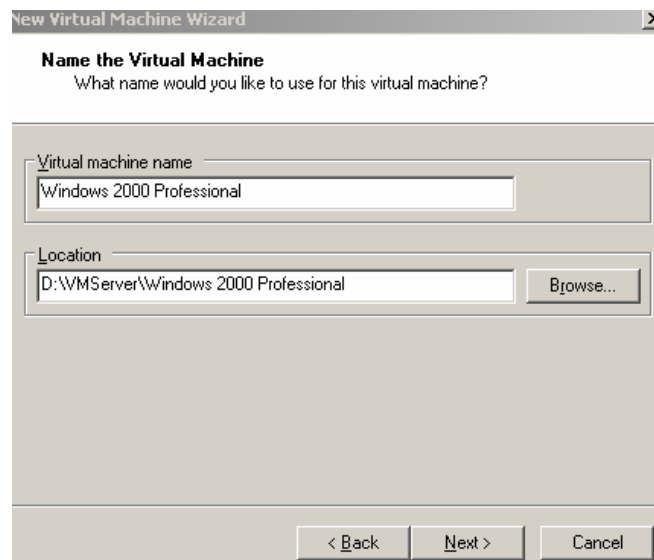 New Virtual Machine Wizard
Name the Virtual Machine
What name would you like to use for this virtual machine?
Virtual machine name
Windows 2000 Professional
Location
D:\VMServer\Windows 2000 Professional
Browse...
< Back
Next >
Cancel